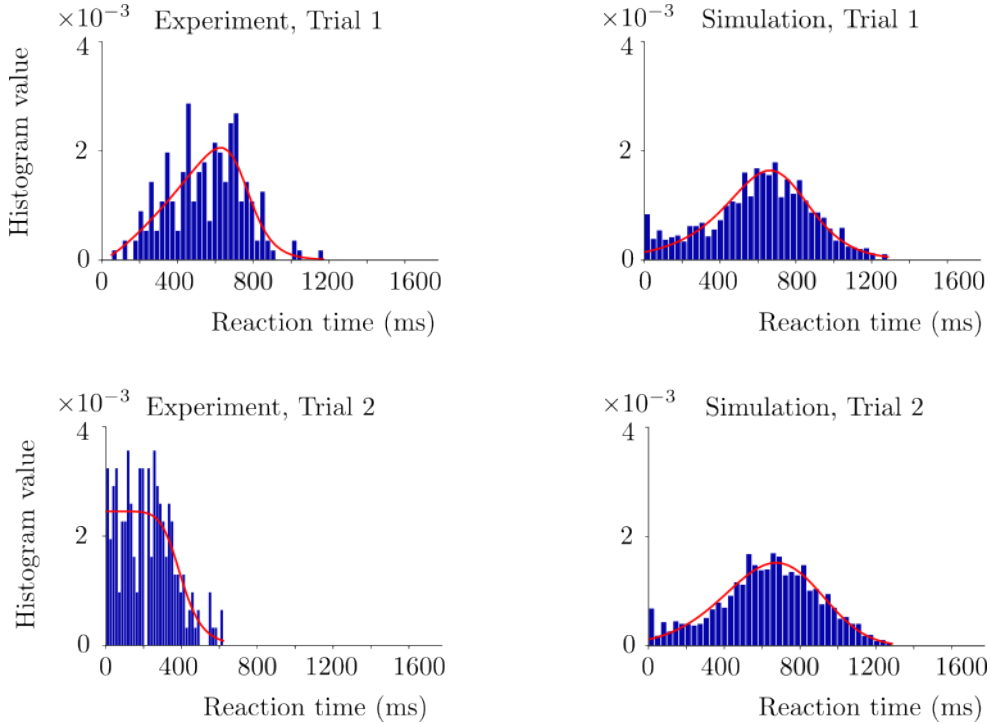 ×10⁻³ Experiment, Trial 1
4
2
0
0 400 800 1200 1600
Histogram value
Reaction time (ms)
×10⁻³ Simulation, Trial 1
4
2
0
0 400 800 1200 1600
Reaction time (ms)
×10⁻³ Experiment, Trial 2
4
2
0
0 400 800 1200 1600
Histogram value
Reaction time (ms)
×10⁻³ Simulation, Trial 2
4
2
0
0 400 800 1200 1600
Reaction time (ms)